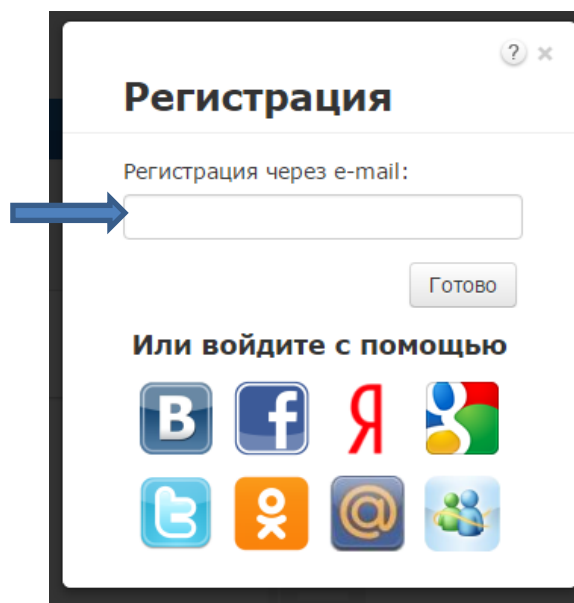 ?
Регистрация
Регистрация через e-mail:
Готово
Или войдите с помощью
В f Я g
t @